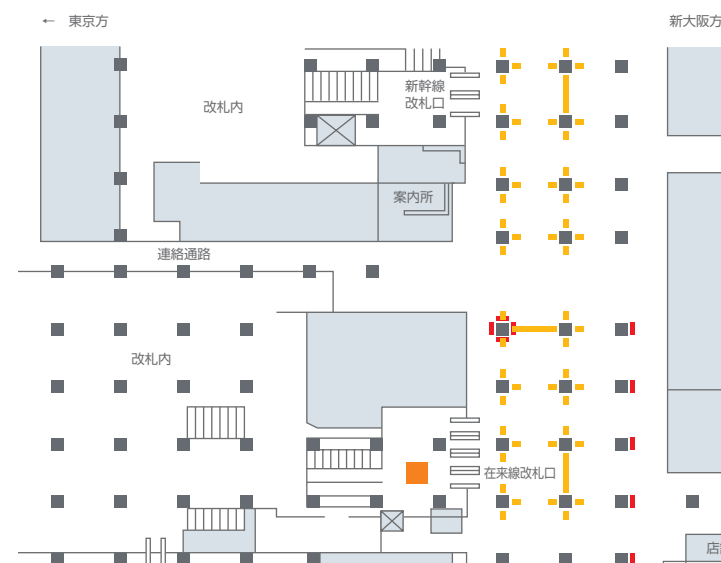 ← 東京方
新大阪方
新幹線
改札口
改札内
案内所
連絡通路
改札内
在来線改札口